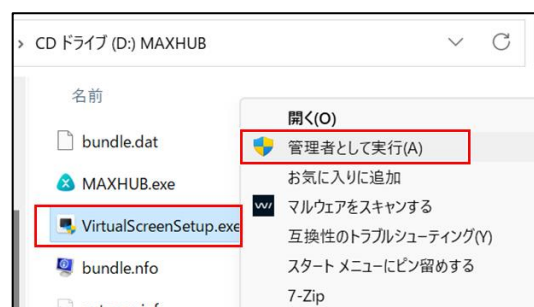 CD ドライブ (D:) MAXHUB
名前
bundle.dat
MAXHUB.exe
VirtualScreenSetup.exe
bundle.nfo
開く(O)
管理者として実行(A)
お気に入りに追加
マルウェアをスキャンする
互換性のトラブルシューティング(Y)
スタート メニューにピン留めする
7-Zip